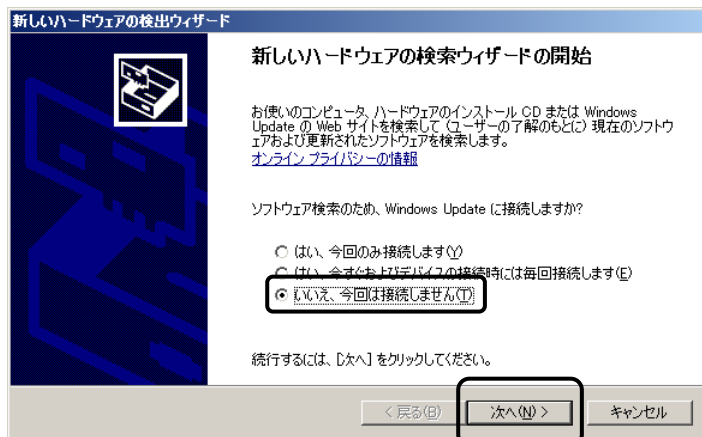 新しいハードウェアの検出ウィザード
新しいハードウェアの検索ウィザードの開始
お使いのコンピュータ、ハードウェアのインストール CD または Windows
Update の Web サイトを検索して (ユーザーの了解のもとに) 現在のソフトウ
ェアおよび更新されたソフトウェアを検索します。
オンライン プライバシーの情報
ソフトウェア検索のため、Windows Update に接続しますか?
はい、今回のみ接続します(Y)
はい、今すぐおよびデバイスの接続時には毎回接続します(E)
いいえ、今回は接続しません(T)
続行するには、[次へ] をクリックしてください。
< 戻る(B) 次へ(N) > キャンセル